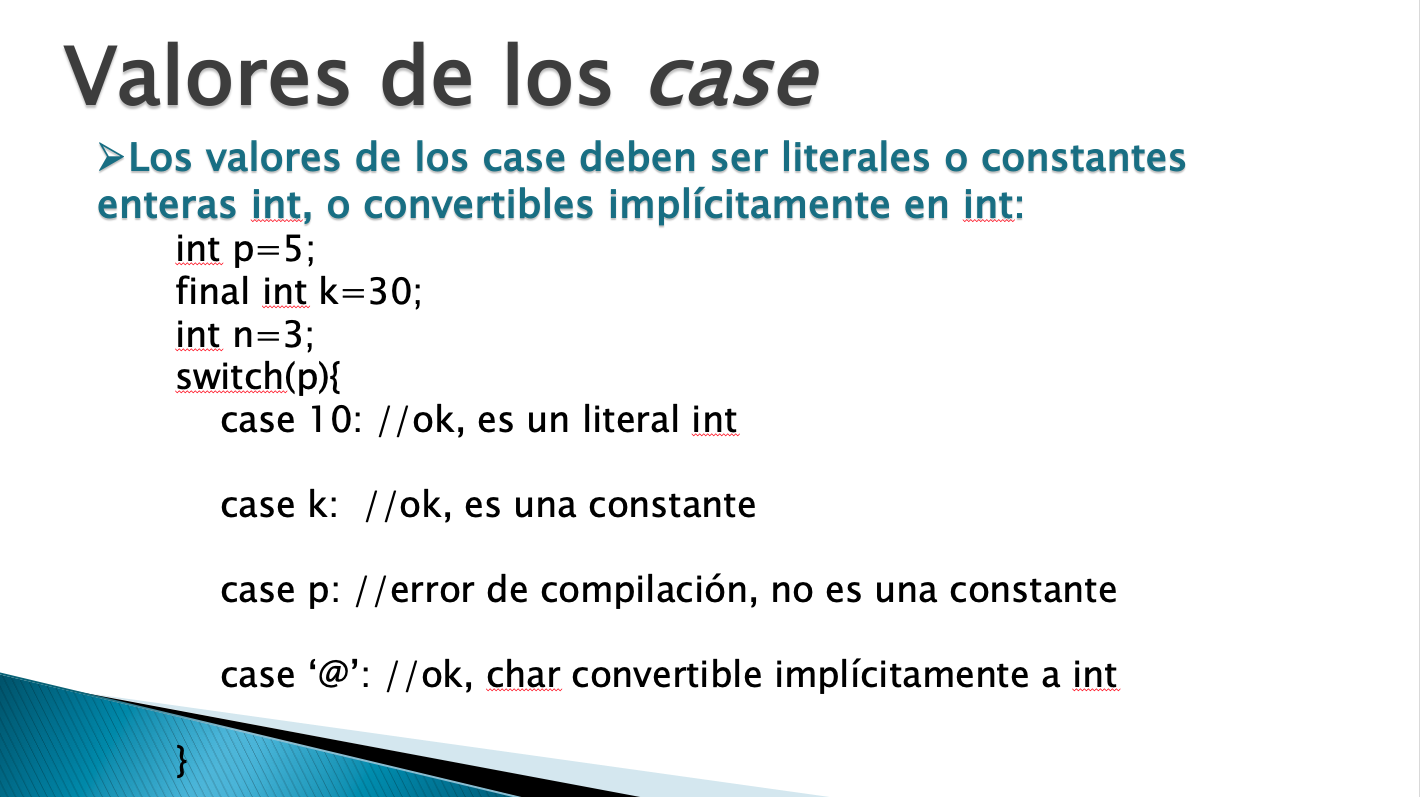 Valores de los case
➢Los valores de los case deben ser literales o constantes
enteras int, o convertibles implícitamente en int:
int p=5;
final int k=30;
int n=3;
switch(p){
case 10: //ok, es un literal int
case k:  //ok, es una constante
case p: //error de compilación, no es una constante
case ‘@’: //ok, char convertible implícitamente a int
}